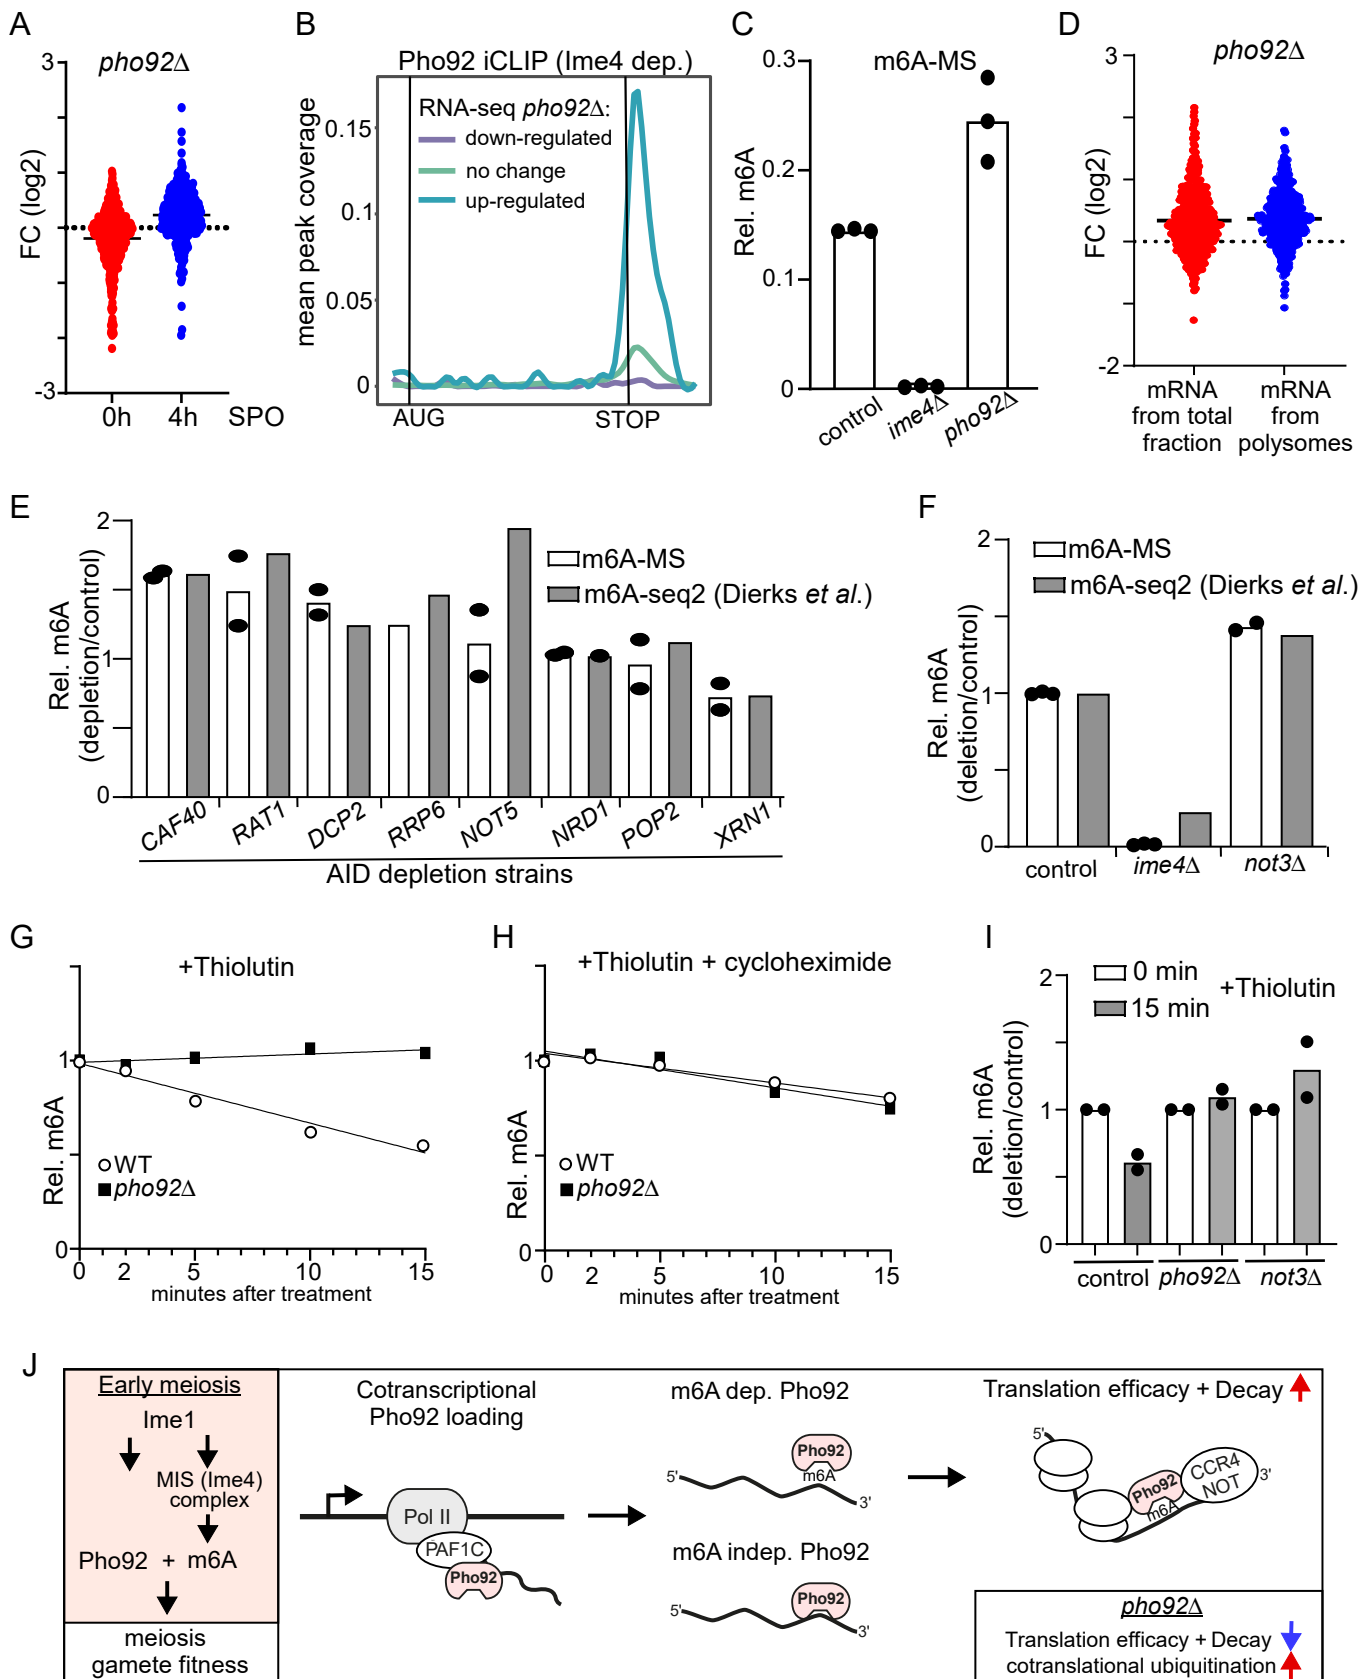 A
pho92Δ
3
FC (log2)
-3
0h
4h
SPO
B
Pho92 iCLIP (Ime4 dep.)
RNA-seq pho92Δ:
down-regulated
no change
up-regulated
mean peak coverage
0.15
0.1
0.05
0
AUG
STOP
C
m6A-MS
Rel. m6A
0.3
0.2
0.1
0
control
ime4Δ
pho92Δ
D
pho92Δ
3
FC (log2)
-2
mRNA
from total
fraction
mRNA
from
polysomes
E
Rel. m6A
(depletion/control)
2
1
0
m6A-MS
m6A-seq2 (Dierks et al.)
CAF40
RAT1
DCP2
RRP6
NOT5
NRD1
POP2
XRN1
AID depletion strains
F
Rel. m6A
(deletion/control)
2
1
0
m6A-MS
m6A-seq2 (Dierks et al.)
control
ime4Δ
not3Δ
G
+Thiolutin
Rel. m6A
1
0
WT
pho92Δ
0
2
5
10
15
minutes after treatment
H
+Thiolutin + cycloheximide
Rel. m6A
1
0
WT
pho92Δ
0
2
5
10
15
minutes after treatment
I
0 min
15 min
+Thiolutin
Rel. m6A
(deletion/control)
2
1
0
control
pho92Δ
not3Δ
J
Early meiosis
Ime1
MIS (Ime4)
complex
Pho92 + m6A
meiosis
gamete fitness
Cotranscriptional
Pho92 loading
Pol II
PAF1C
Pho92
m6A dep. Pho92
Pho92
m6A
5'
3'
m6A indep. Pho92
Pho92
5'
3'
Translation efficacy + Decay
5'
Pho92
m6A
CCR4
NOT
3'
pho92Δ
Translation efficacy + Decay
cotranslational ubiquitination